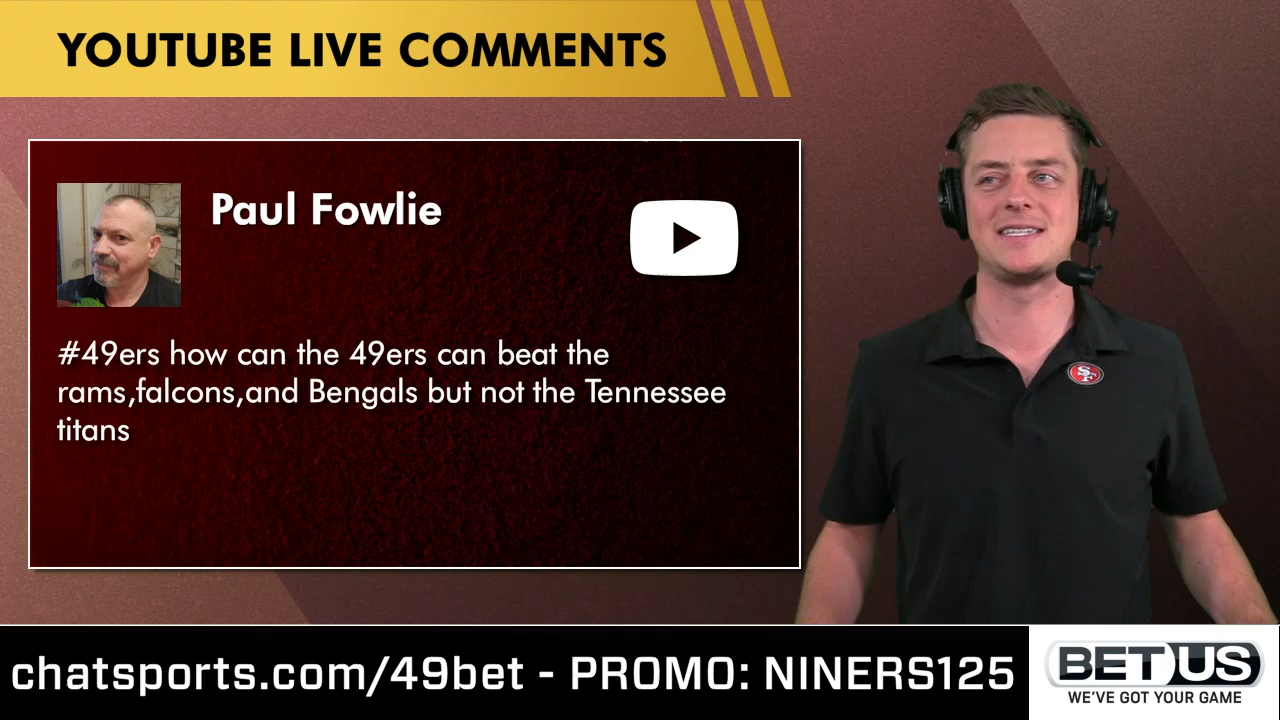 YOUTUBE LIVE COMMENTS
Paul Fowlie
#49ers how can the 49ers can beat the
rams,falcons,and Bengals but not the Tennessee
titans
SF
chatsports.com/49bet - PROMO: NINERS125
BETUS
WE'VE GOT YOUR GAME